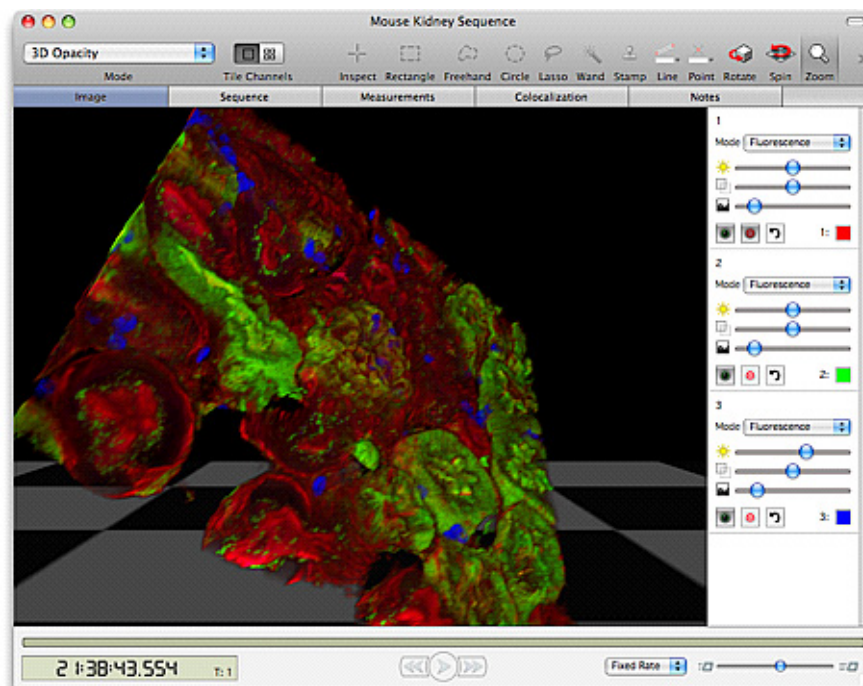 Mouse Kidney Sequence
3D Opacity
Mode
Tile Channels
Inspect Rectangle Freehand Circle Lasso Wand Stamp Line Point Rotate Spin Zoom
Image Sequence Measurements Colocalization Notes
1
Mode Fluorescence
1:
2
Mode Fluorescence
2:
3
Mode Fluorescence
3:
21:38:43.554 T: 1
Fixed Rate